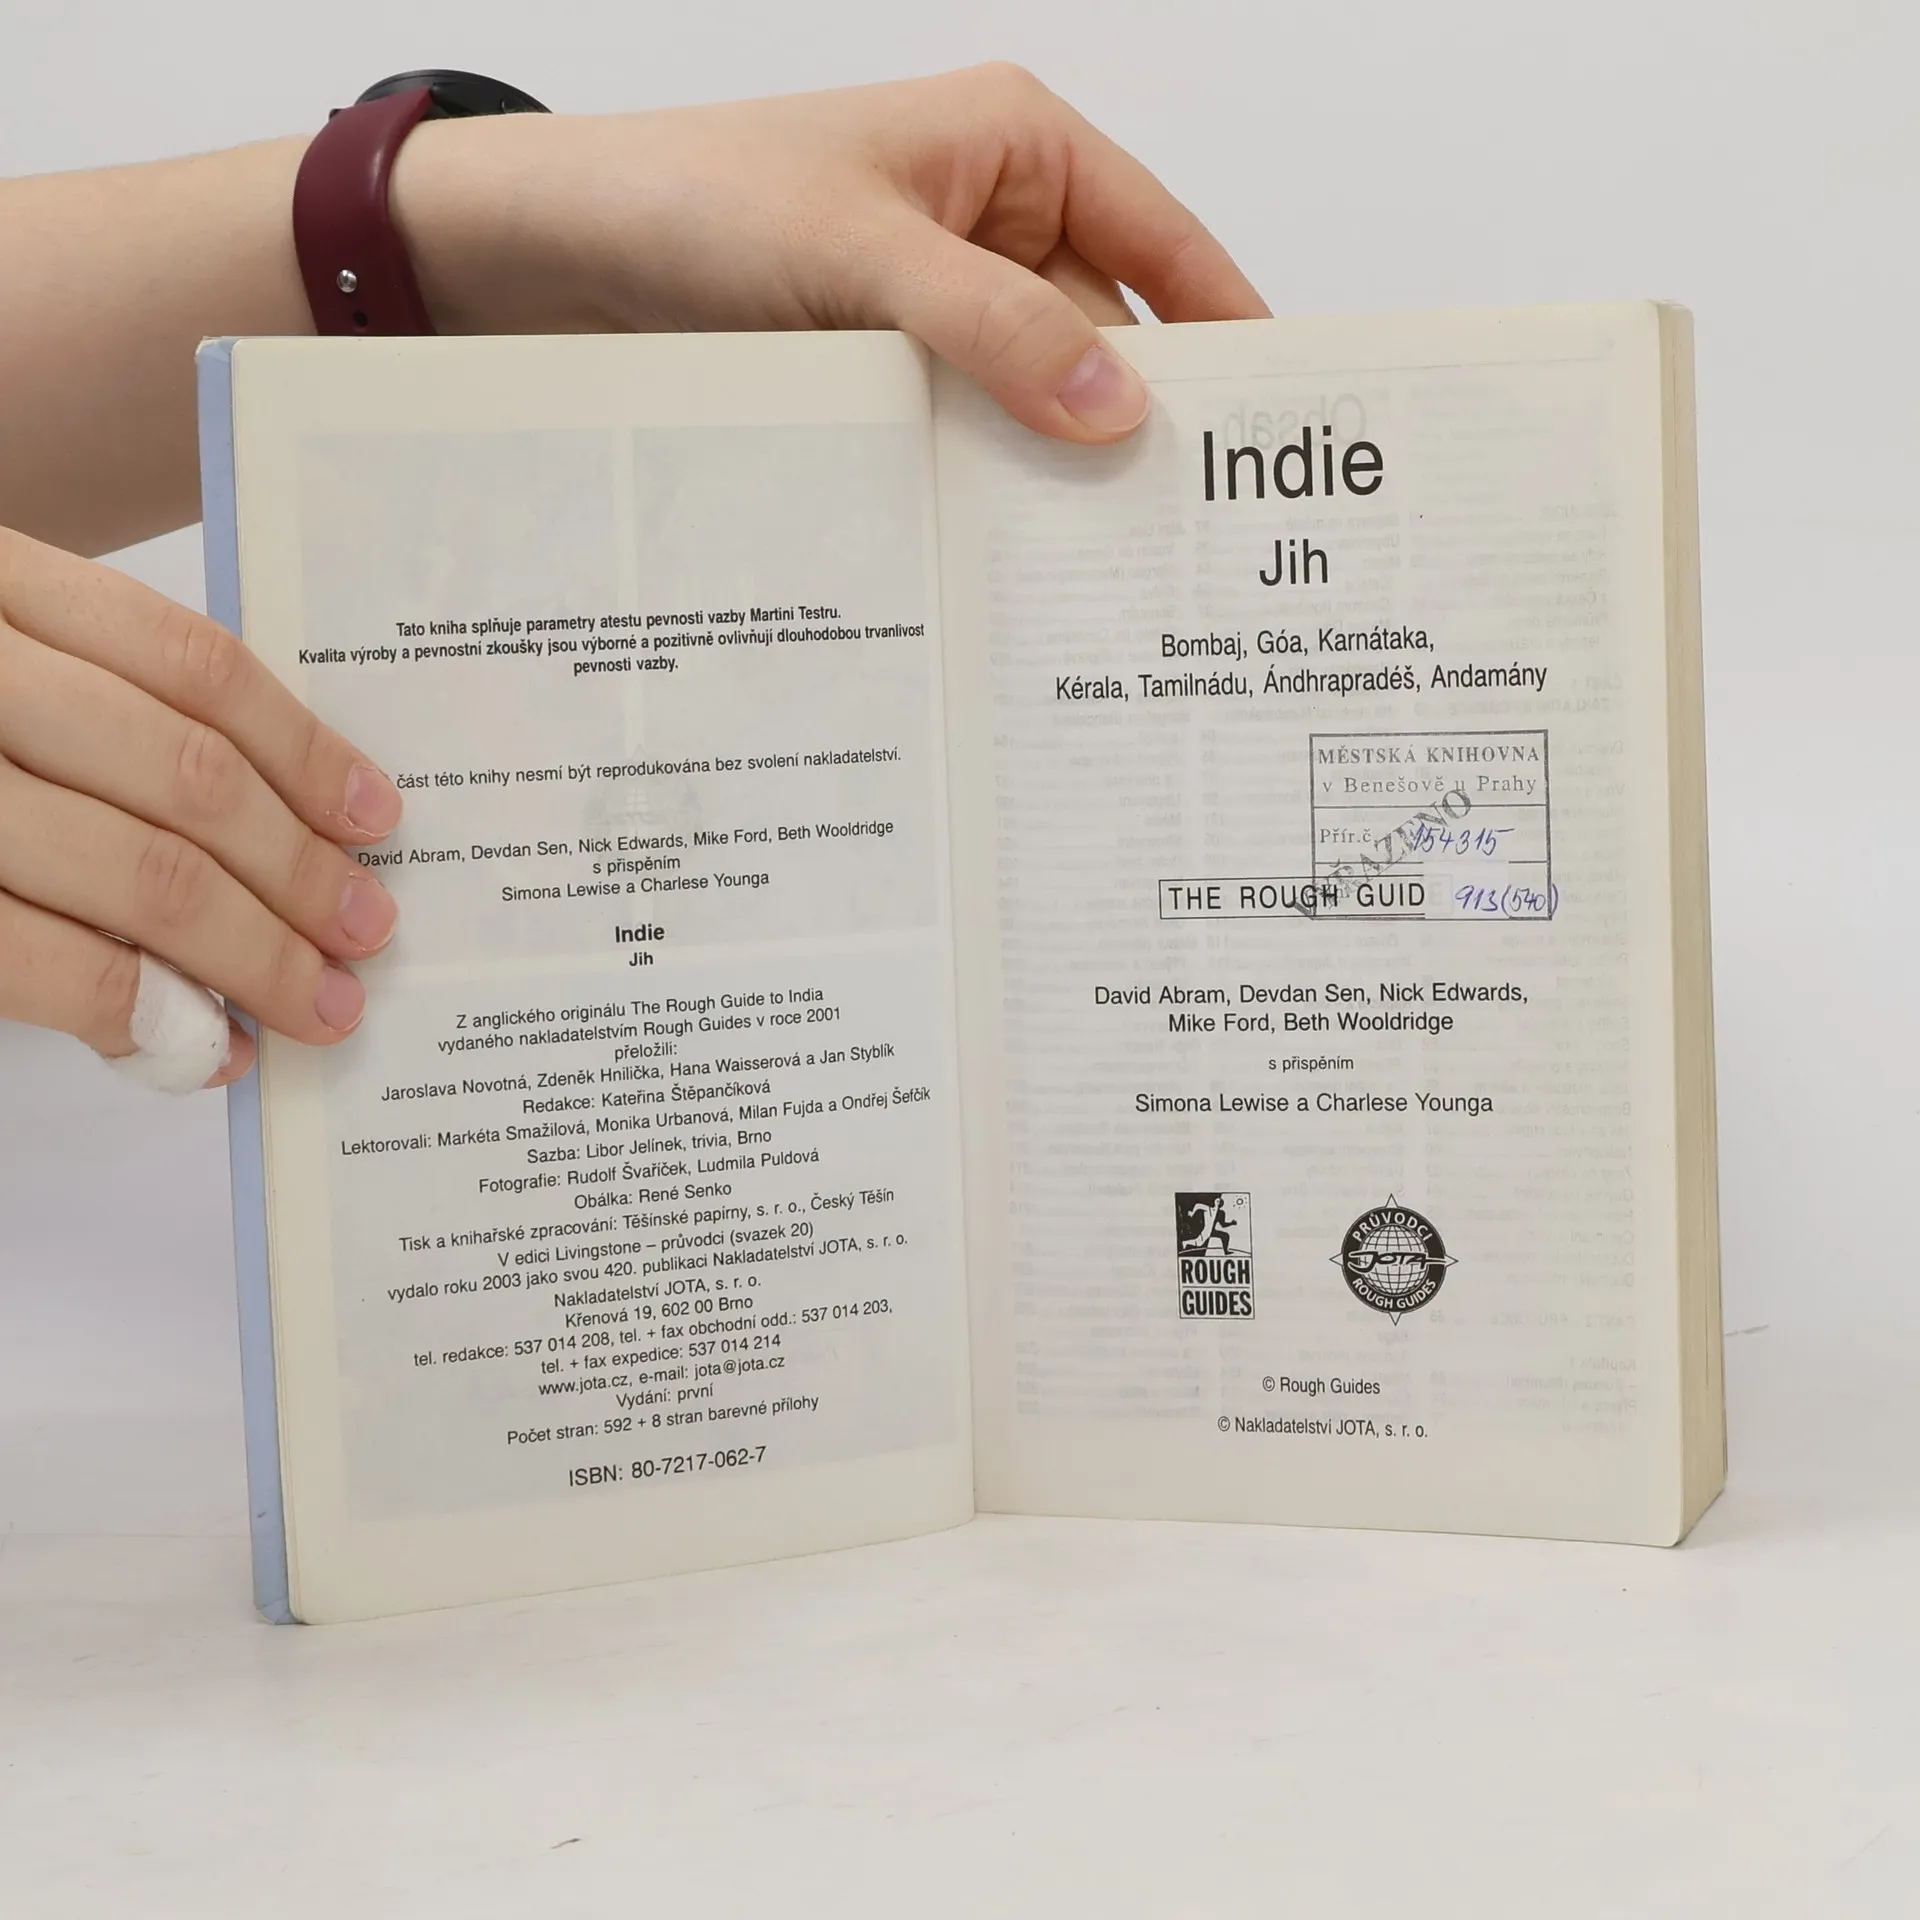 Tato kniha splňuje parametry atestu pevnosti vazby Martini Testru.
Kvalita výroby a pevnostní zkoušky jsou výborné a pozitivně ovlivňují dlouhodobou trvanlivost
pevnosti vazby.
část této knihy nesmí být reprodukována bez svolení nakladatelství.
David Abram, Devdan Sen, Nick Edwards, Mike Ford, Beth Wooldridge
s přispěním
Simona Lewise a Charlese Younga
Indie
Jih
Z anglického originálu The Rough Guide to India
vydaného nakladatelstvím Rough Guides v roce 2001
přeložili:
Jaroslava Novotná, Zdeněk Hnilička, Hana Waisserová a Jan Styblík
Redakce: Kateřina Štěpančíková
Lektorovali: Markéta Smažilová, Monika Urbanová, Milan Fujda a Ondřej Šefčík
Sazba: Libor Jelínek, trivia, Brno
Fotografie: Rudolf Švaříček, Ludmila Puldová
Obálka: René Senko
Tisk a knihařské zpracování: Těšínské papírny, s. r. o., Český Těšín
V edici Livingstone – průvodci (svazek 20)
vydalo roku 2003 jako svou 420. publikaci Nakladatelství JOTA, s. r. o.
Nakladatelství JOTA, s. r. o.
Křenová 19, 602 00 Brno
tel. redakce: 537 014 208, tel. + fax obchodní odd.: 537 014 203,
tel. + fax expedice: 537 014 214
www.jota.cz, e-mail: jota@jota.cz
Vydání: první
Počet stran: 592 + 8 stran barevné přílohy
ISBN: 80-7217-062-7
Indie
Jih
Bombaj, Góa, Karnátaka,
Kérala, Tamilnádu, Ándhrapradéš, Andamány
MĚSTSKÁ KNIHOVNA
v Benešově u Prahy
Přír.č. 154315
VYŘAZENO
THE ROUGH GUID 913(540)
David Abram, Devdan Sen, Nick Edwards,
Mike Ford, Beth Wooldridge
s přispěním
Simona Lewise a Charlese Younga
ROUGH
GUIDES
PRŮVODCI
JOTA
ROUGH GUIDES
© Rough Guides
© Nakladatelství JOTA, s. r. o.